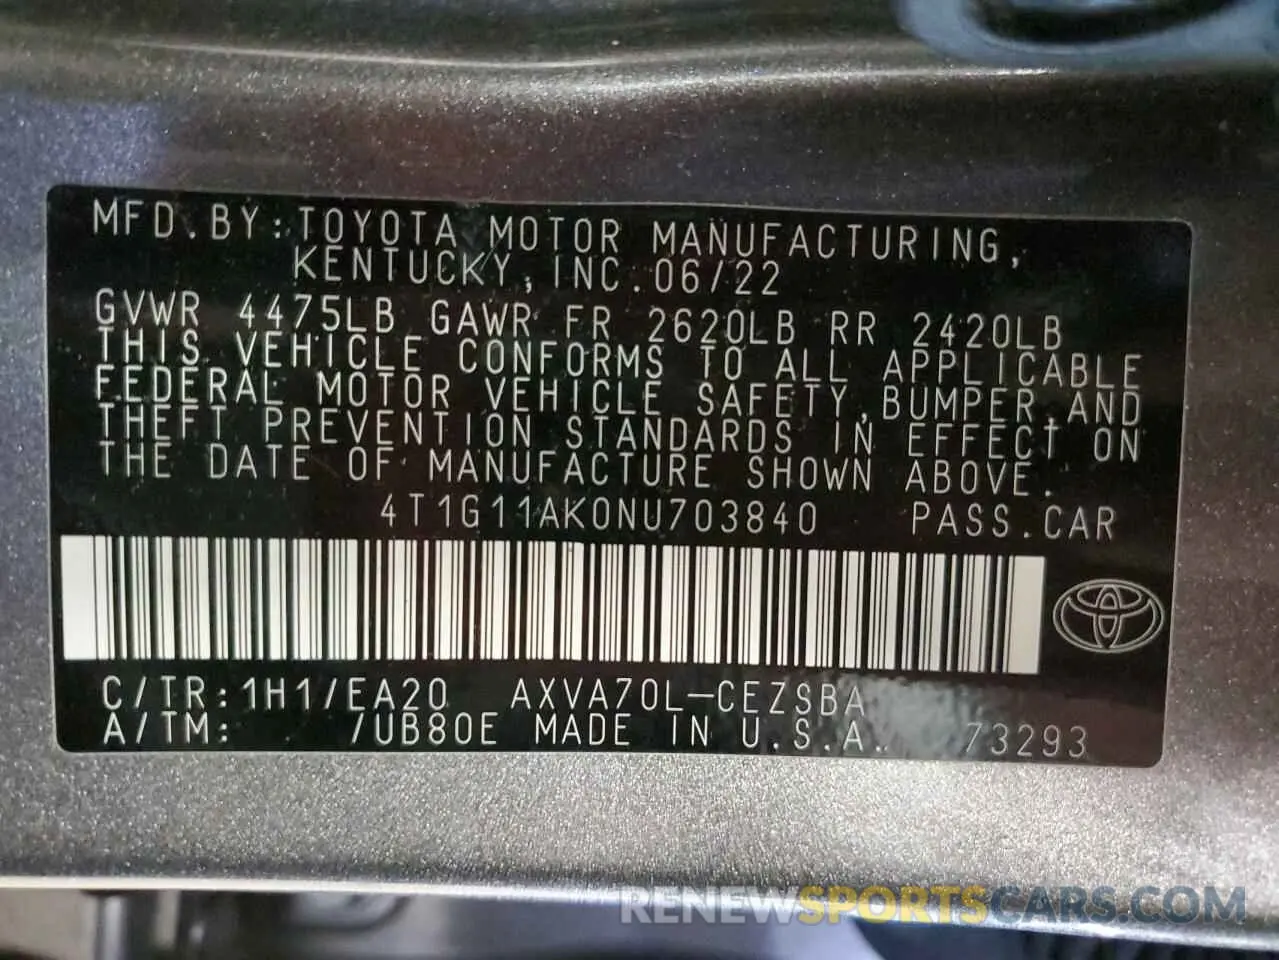 MFD. BY: TOYOTA MOTOR MANUFACTURING,
KENTUCKY, INC. 06/22
GVWR 4475LB GAWR FR 2620LB RR 2420LB
THIS VEHICLE CONFORMS TO ALL APPLICABLE
FEDERAL MOTOR VEHICLE SAFETY, BUMPER, AND
THEFT PREVENTION STANDARDS IN EFFECT ON
THE DATE OF MANUFACTURE SHOWN ABOVE.
4T1G11AK0NU703840 PASS. CAR
C/TR: 1H1/EA20 AXVA70L-CEZSBA
A/TM: /UB80E MADE IN U.S.A. 73293
RENEWSPORTSCARS.COM